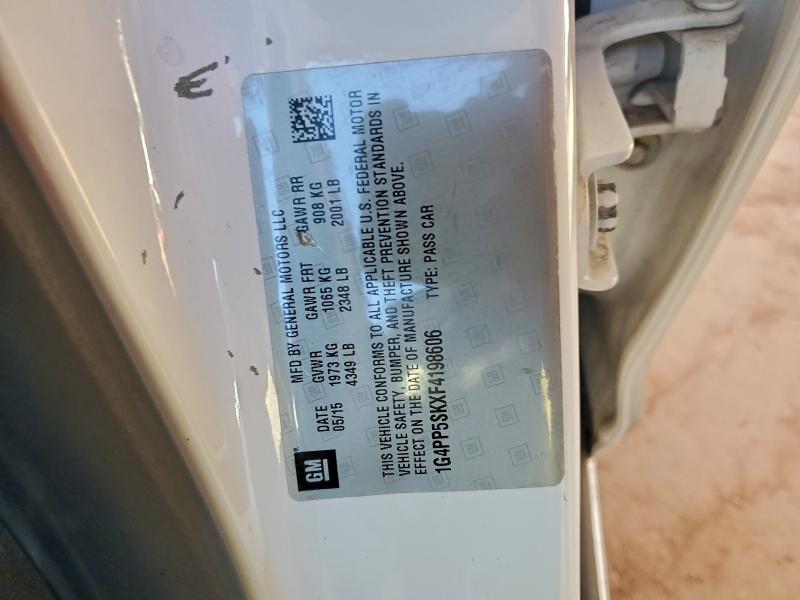 GM
MFD BY GENERAL MOTORS LLC
DATE GVWR GAWR FRT GAWR RR
05/15 1973 KG 1065 KG 908 KG
4349 LB 2348 LB 2001 LB
THIS VEHICLE CONFORMS TO ALL APPLICABLE U.S. FEDERAL MOTOR
VEHICLE SAFETY, BUMPER, AND THEFT PREVENTION STANDARDS IN
EFFECT ON THE DATE OF MANUFACTURE SHOWN ABOVE.
1G4PP5SKXF4198606 TYPE: PASS CAR